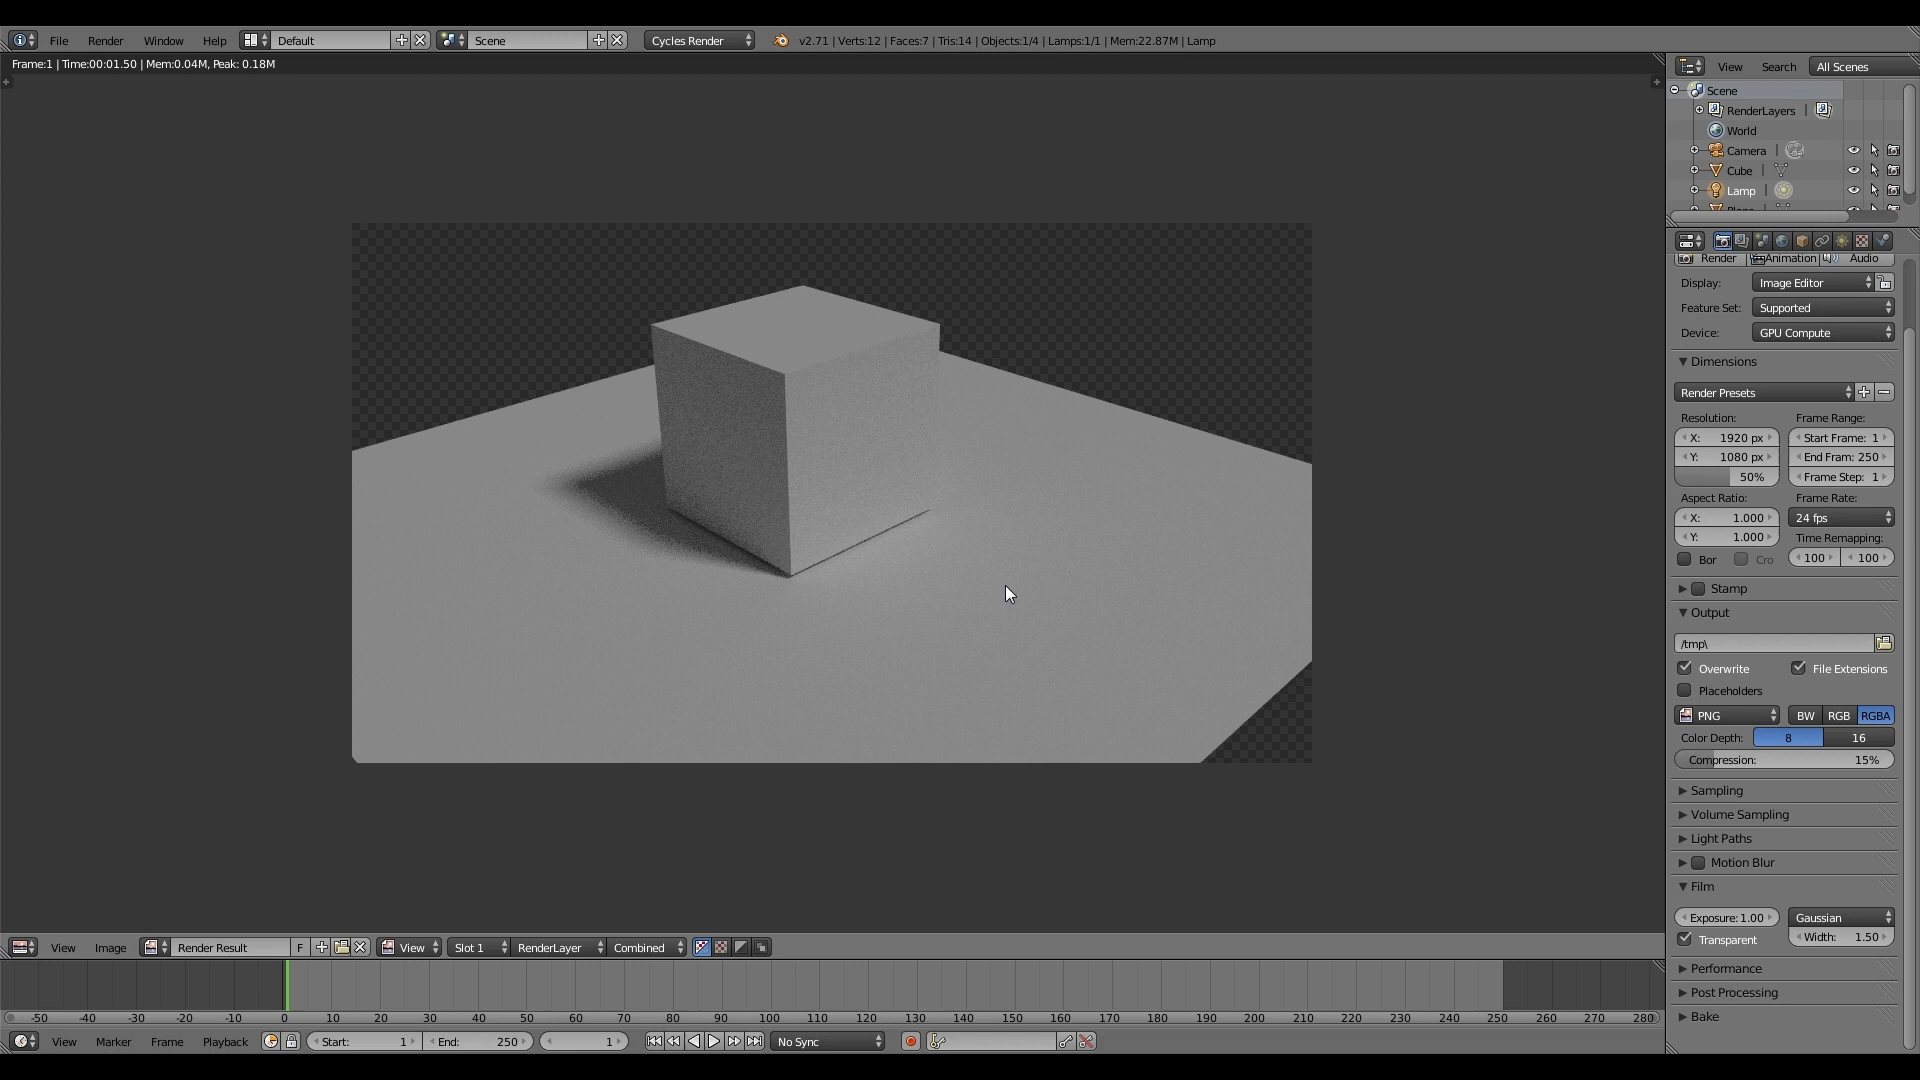 File Render Window Help Default Scene Cycles Render v2.71 | Verts:12 | Faces:7 | Tris:14 | Objects:1/4 | Lamps:1/1 | Mem:22.87M | Lamp
Frame:1 | Time:00:01.50 | Mem:0.04M, Peak: 0.18M
View Search All Scenes
Scene
RenderLayers |
World
Camera |
Cube |
Lamp |
Render Animation Audio
Display: Image Editor
Feature Set: Supported
Device: GPU Compute
Dimensions
Render Presets
Resolution: Frame Range:
X: 1920 px Start Frame: 1
Y: 1080 px End Fram: 250
50% Frame Step: 1
Aspect Ratio: Frame Rate:
X: 1.000 24 fps
Y: 1.000 Time Remapping:
Bor Cro 100 100
Stamp
Output
/tmp\
Overwrite File Extensions
Placeholders
PNG BW RGB RGBA
Color Depth: 8 16
Compression: 15%
Sampling
Volume Sampling
Light Paths
Motion Blur
Film
Exposure: 1.00 Gaussian
Transparent Width: 1.50
Performance
Post Processing
Bake
View Image Render Result F View Slot 1 RenderLayer Combined
-50 -40 -30 -20 -10 0 10 20 30 40 50 60 70 80 90 100 110 120 130 140 150 160 170 180 190 200 210 220 230 240 250 260 270 280
View Marker Frame Playback Start: 1 End: 250 1 No Sync